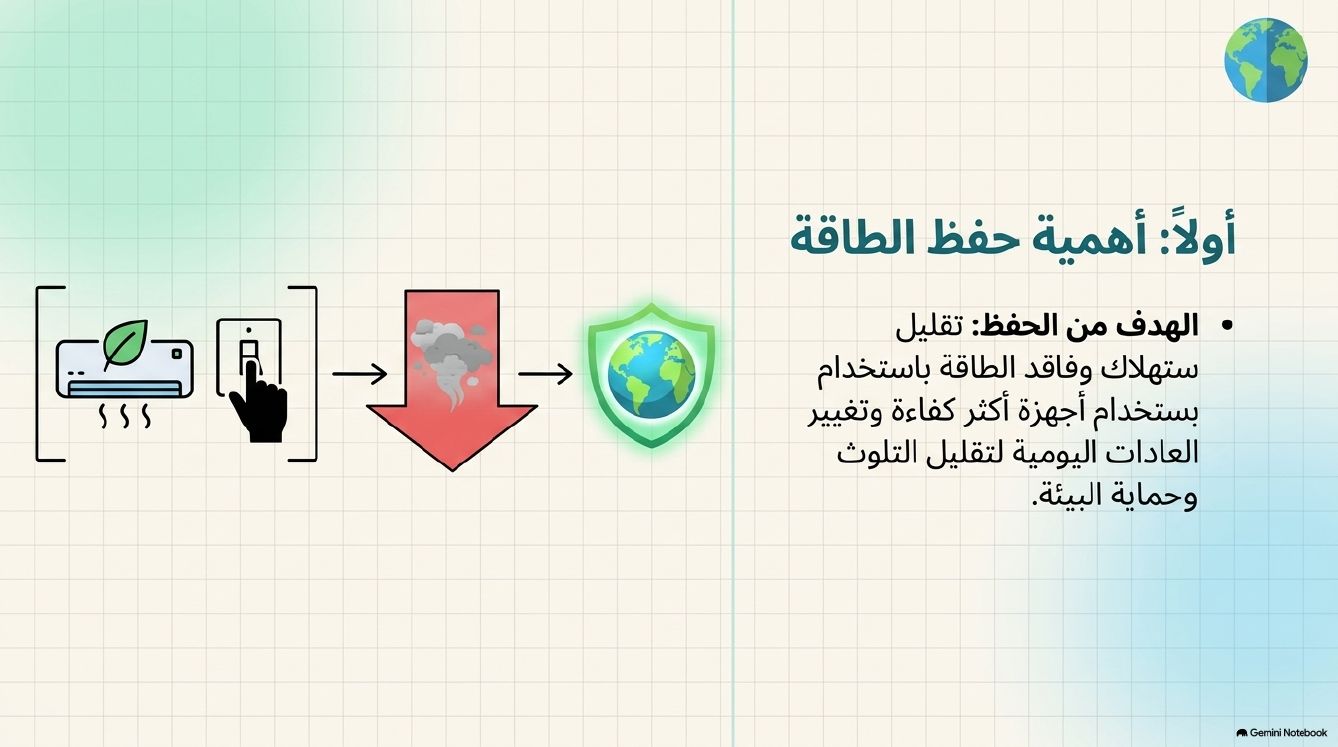 أولاً: أهمية حفظ الطاقة
• الهدف من الحفظ: تقليل
ستهلاك وفاقد الطاقة باستخدام
بستخدام أجهزة أكثر كفاءة وتغيير
العادات اليومية لتقليل التلوث
وحماية البيئة.
Gemini Notebook